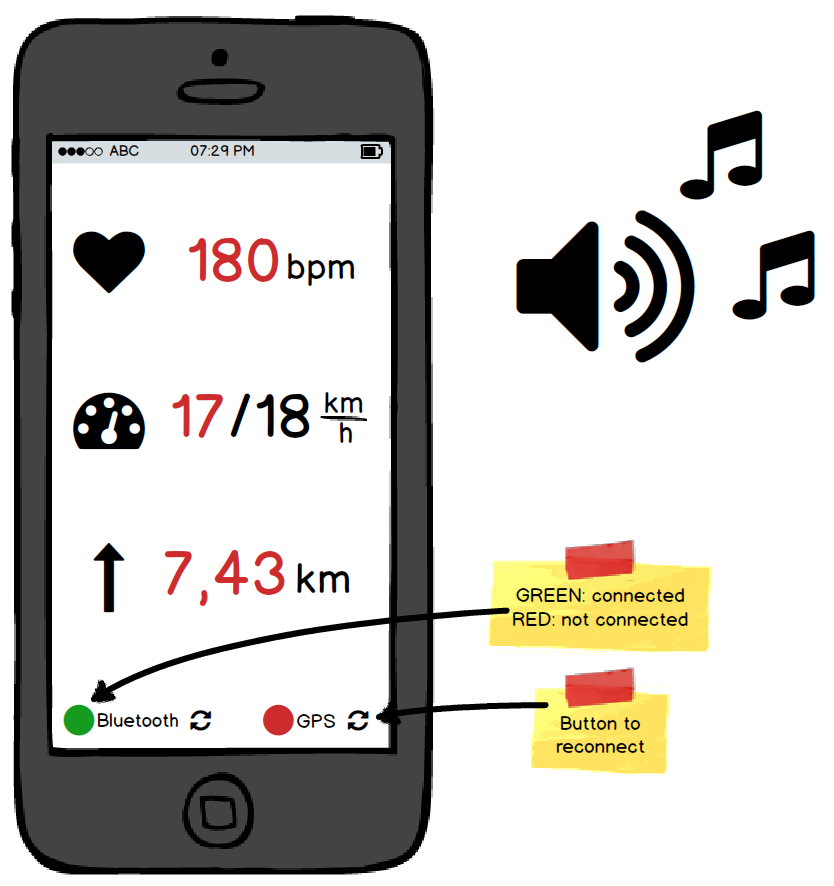 ABC 07:29 PM
180 bpm
17/18 km/h
7,43 km
GREEN: connected
RED: not connected
Bluetooth GPS
Button to
reconnect